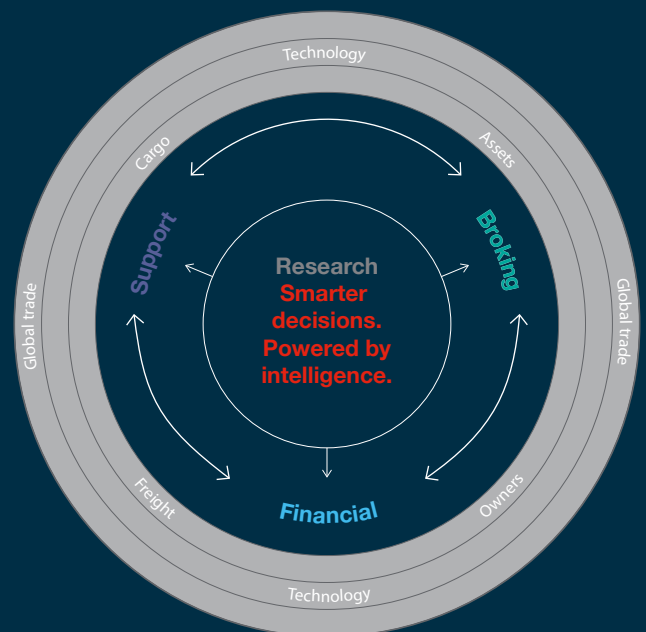 Technology
Cargo
Assets
Support
Broking
Research
Smarter
decisions.
Powered by
intelligence.
Global trade
Global trade
Financial
Freight
Owners
Technology